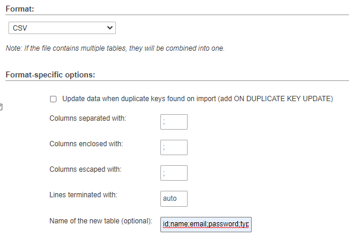 Format:
CSV
Note: If the file contains multiple tables, they will be combined into one.
Format-specific options:
Update data when duplicate keys found on import (add ON DUPLICATE KEY UPDATE)
Columns separated with: ;
Columns enclosed with: ;
Columns escaped with: ;
Lines terminated with: auto
Name of the new table (optional): id;name;email;password;typ